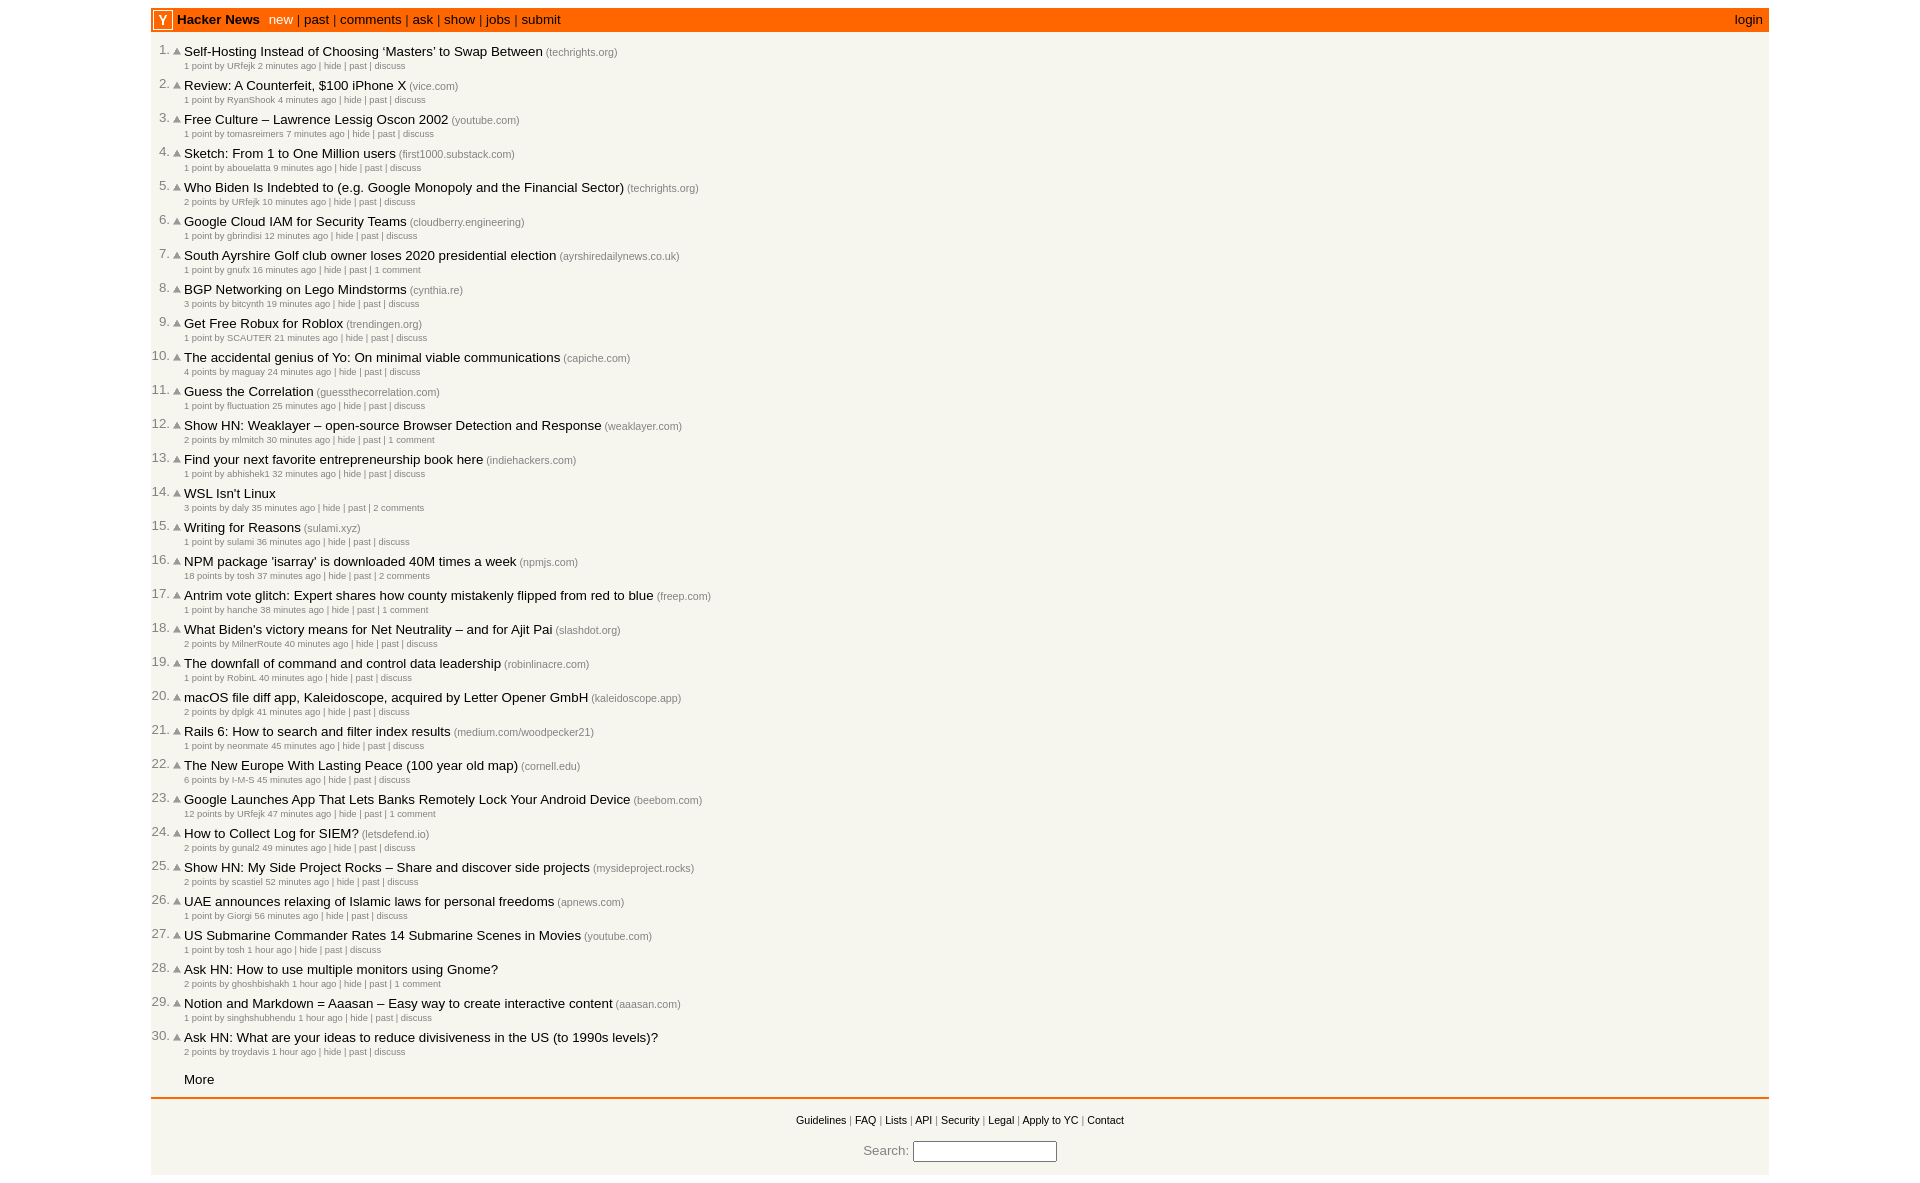 Y Hacker News new | past | comments | ask | show | jobs | submit login
1. Self-Hosting Instead of Choosing ‘Masters’ to Swap Between (techrights.org)
1 point by URfejk 2 minutes ago | hide | past | discuss
2. Review: A Counterfeit, $100 iPhone X (vice.com)
1 point by RyanShook 4 minutes ago | hide | past | discuss
3. Free Culture – Lawrence Lessig Oscon 2002 (youtube.com)
1 point by tomasreimers 7 minutes ago | hide | past | discuss
4. Sketch: From 1 to One Million users (first1000.substack.com)
1 point by abouelatta 9 minutes ago | hide | past | discuss
5. Who Biden Is Indebted to (e.g. Google Monopoly and the Financial Sector) (techrights.org)
2 points by URfejk 10 minutes ago | hide | past | discuss
6. Google Cloud IAM for Security Teams (cloudberry.engineering)
1 point by gbrindisi 12 minutes ago | hide | past | discuss
7. South Ayrshire Golf club owner loses 2020 presidential election (ayrshiredailynews.co.uk)
1 point by gnufx 16 minutes ago | hide | past | 1 comment
8. BGP Networking on Lego Mindstorms (cynthia.re)
3 points by bitcynth 19 minutes ago | hide | past | discuss
9. Get Free Robux for Roblox (trendingen.org)
1 point by SCAUTER 21 minutes ago | hide | past | discuss
10. The accidental genius of Yo: On minimal viable communications (capiche.com)
4 points by maguay 24 minutes ago | hide | past | discuss
11. Guess the Correlation (guessthecorrelation.com)
1 point by fluctuation 25 minutes ago | hide | past | discuss
12. Show HN: Weaklayer – open-source Browser Detection and Response (weaklayer.com)
2 points by mlmitch 30 minutes ago | hide | past | 1 comment
13. Find your next favorite entrepreneurship book here (indiehackers.com)
1 point by abhishek1 32 minutes ago | hide | past | discuss
14. WSL Isn't Linux
3 points by daly 35 minutes ago | hide | past | 2 comments
15. Writing for Reasons (sulami.xyz)
1 point by sulami 36 minutes ago | hide | past | discuss
16. NPM package 'isarray' is downloaded 40M times a week (npmjs.com)
18 points by tosh 37 minutes ago | hide | past | 2 comments
17. Antrim vote glitch: Expert shares how county mistakenly flipped from red to blue (freep.com)
1 point by hanche 38 minutes ago | hide | past | 1 comment
18. What Biden's victory means for Net Neutrality – and for Ajit Pai (slashdot.org)
2 points by MilnerRoute 40 minutes ago | hide | past | discuss
19. The downfall of command and control data leadership (robinlinacre.com)
1 point by RobinL 40 minutes ago | hide | past | discuss
20. macOS file diff app, Kaleidoscope, acquired by Letter Opener GmbH (kaleidoscope.app)
2 points by dplgk 41 minutes ago | hide | past | discuss
21. Rails 6: How to search and filter index results (medium.com/woodpecker21)
1 point by neonmate 45 minutes ago | hide | past | discuss
22. The New Europe With Lasting Peace (100 year old map) (cornell.edu)
6 points by I-M-S 45 minutes ago | hide | past | discuss
23. Google Launches App That Lets Banks Remotely Lock Your Android Device (beebom.com)
12 points by URfejk 47 minutes ago | hide | past | 1 comment
24. How to Collect Log for SIEM? (letsdefend.io)
2 points by gunal2 49 minutes ago | hide | past | discuss
25. Show HN: My Side Project Rocks – Share and discover side projects (mysideproject.rocks)
2 points by scastiel 52 minutes ago | hide | past | discuss
26. UAE announces relaxing of Islamic laws for personal freedoms (apnews.com)
1 point by Giorgi 56 minutes ago | hide | past | discuss
27. US Submarine Commander Rates 14 Submarine Scenes in Movies (youtube.com)
1 point by tosh 1 hour ago | hide | past | discuss
28. Ask HN: How to use multiple monitors using Gnome?
2 points by ghoshbishakh 1 hour ago | hide | past | 1 comment
29. Notion and Markdown = Aaasan – Easy way to create interactive content (aaasan.com)
1 point by singhshubhendu 1 hour ago | hide | past | discuss
30. Ask HN: What are your ideas to reduce divisiveness in the US (to 1990s levels)?
2 points by troydavis 1 hour ago | hide | past | discuss
More
Guidelines | FAQ | Lists | API | Security | Legal | Apply to YC | Contact
Search: